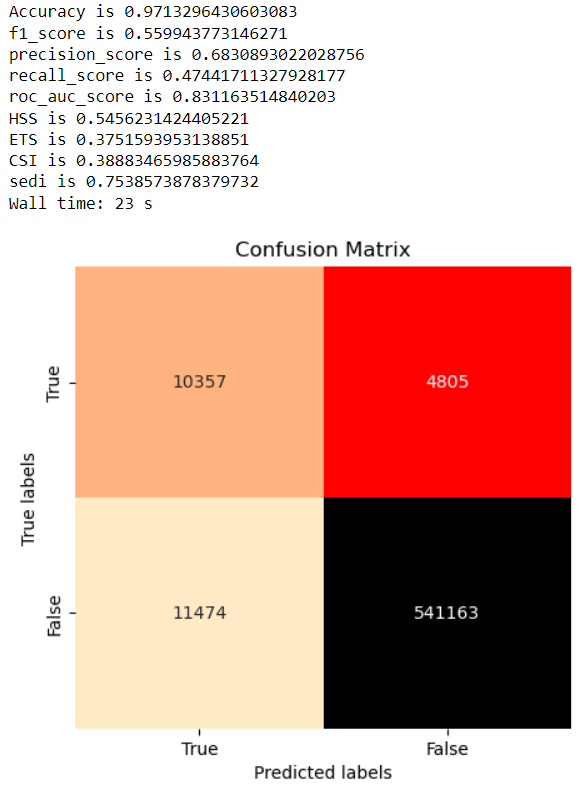 Accuracy is 0.9713296430603083
f1_score is 0.559943773146271
precision_score is 0.6830893022028756
recall_score is 0.47441711327928177
roc_auc_score is 0.831163514840203
HSS is 0.5456231424405221
ETS is 0.3751593953138851
CSI is 0.38883465985883764
sedi is 0.7538573878379732
Wall time: 23 s
Confusion Matrix
True labels
True
10357
4805
False
11474
541163
True
False
Predicted labels